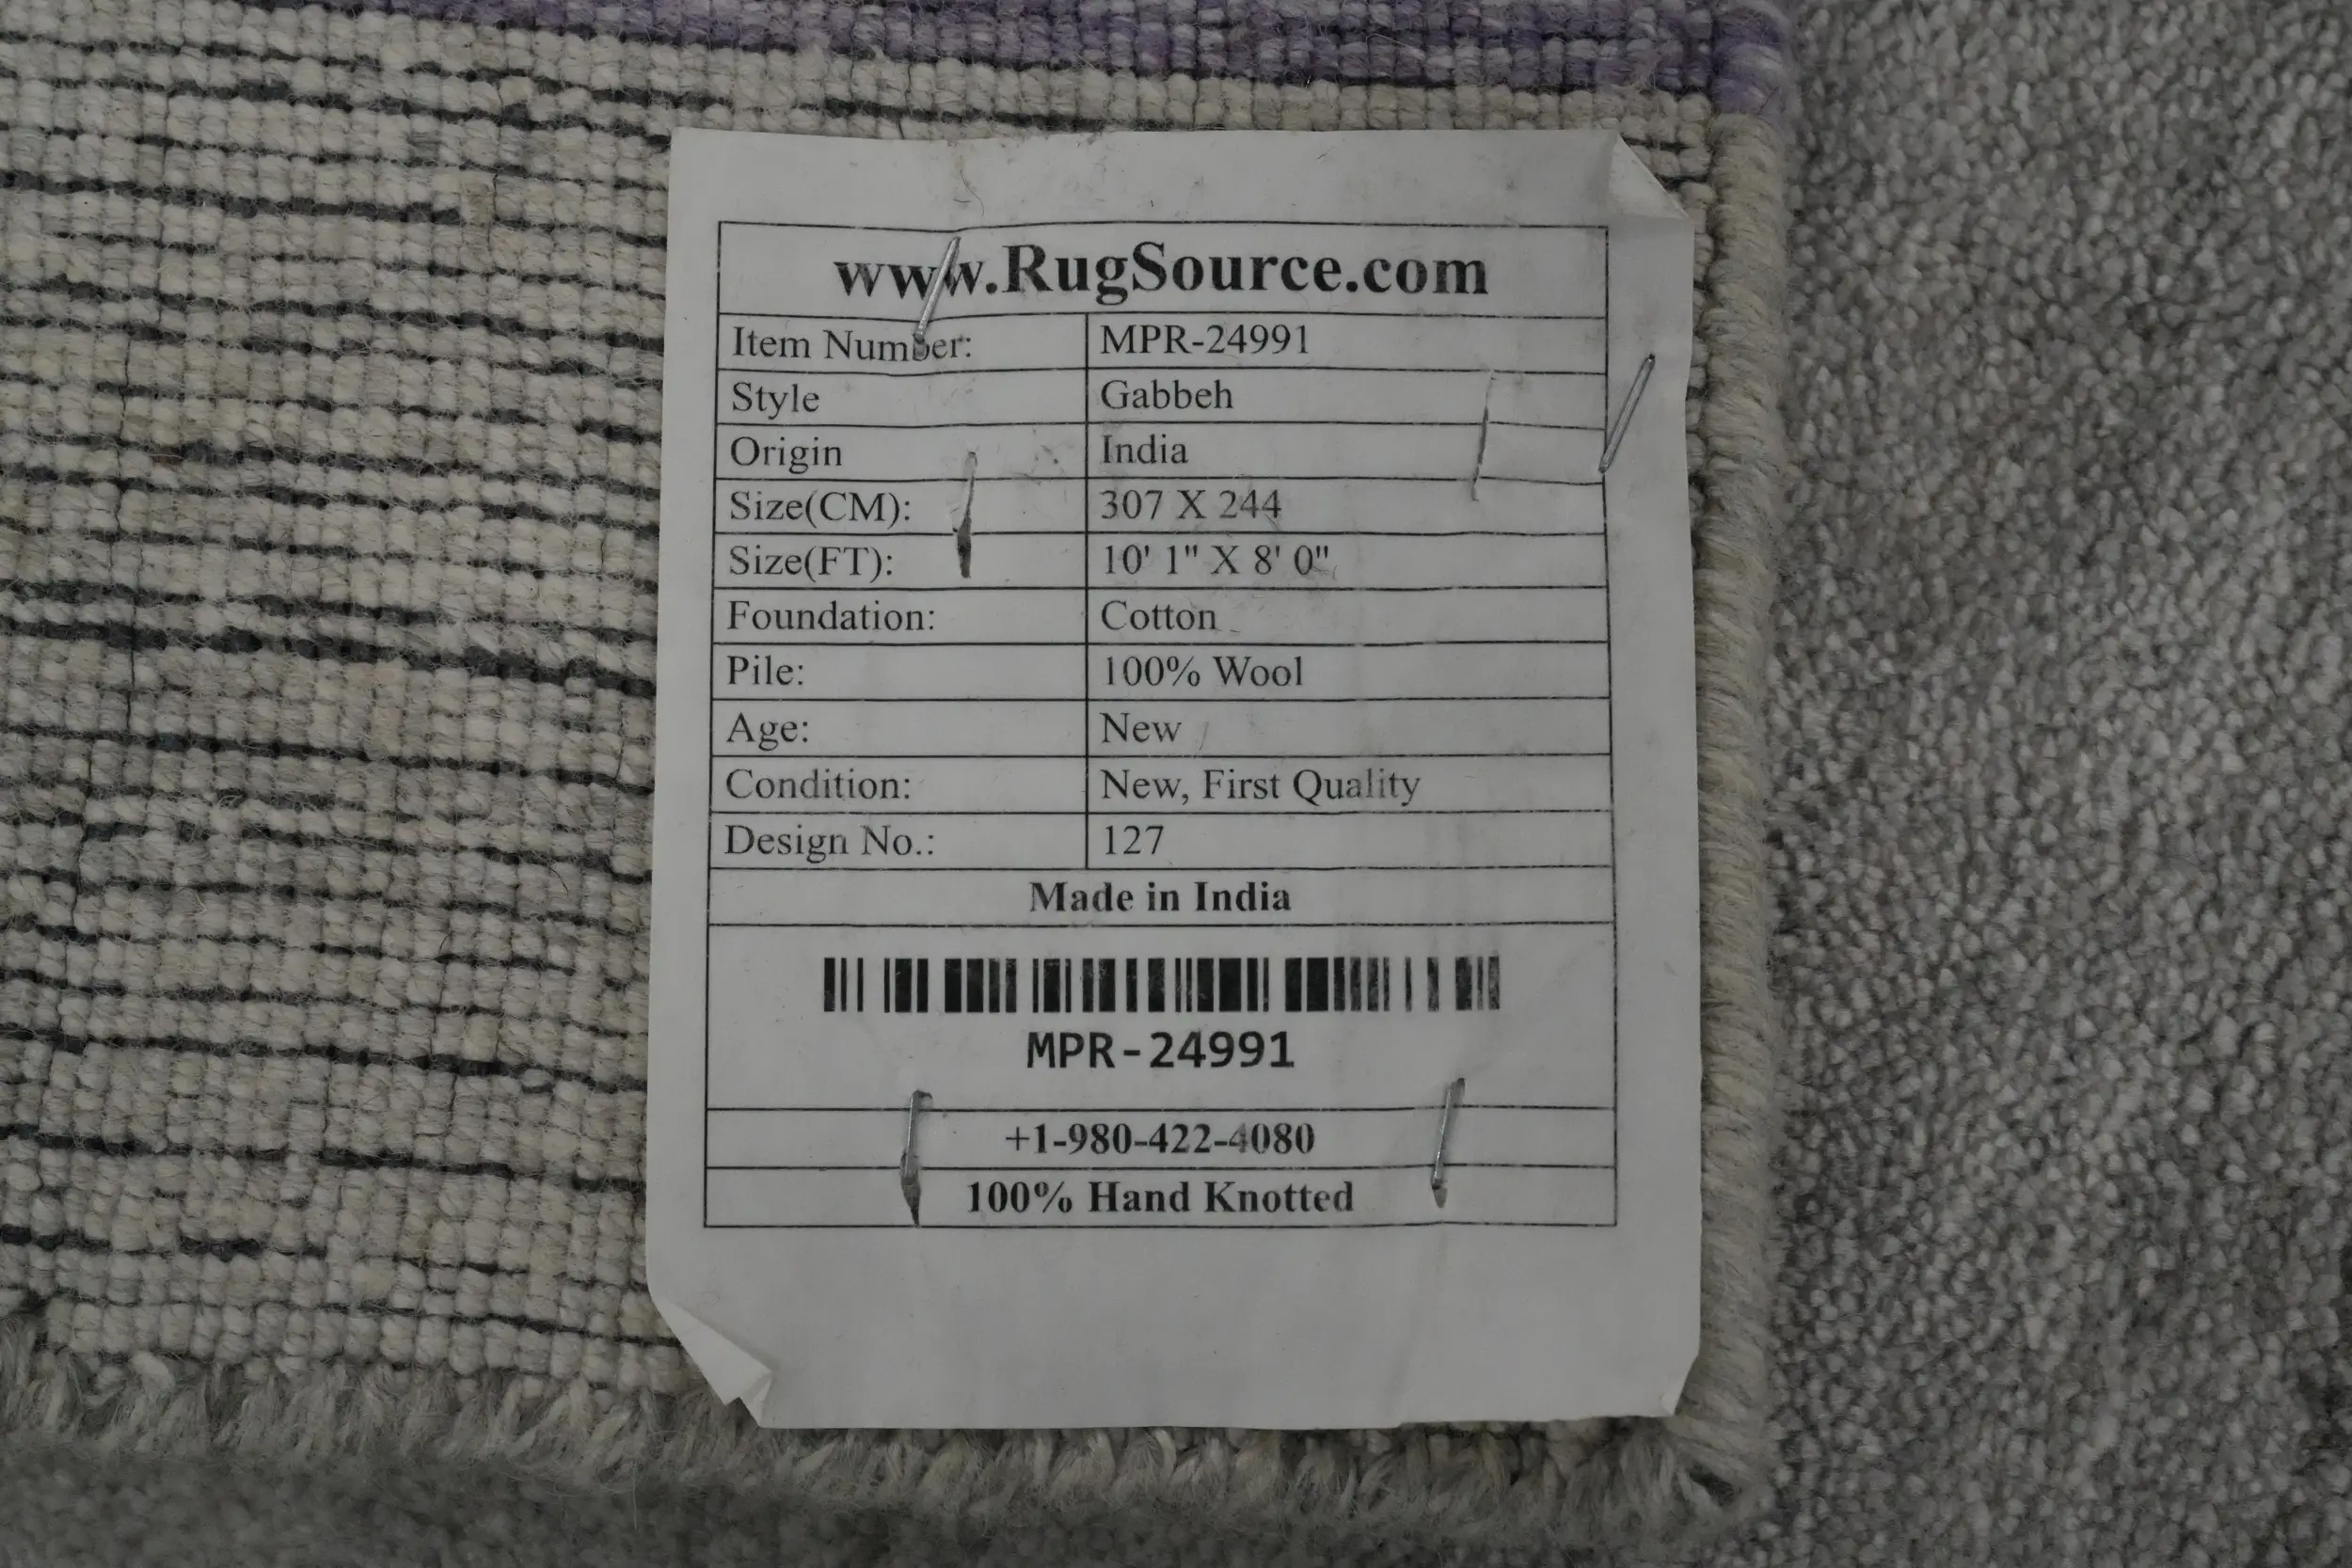 www.RugSource.com
Item Number: MPR-24991
Style Gabbeh
Origin India
Size(CM): 307 X 244
Size(FT): 10' 1" X 8' 0"
Foundation: Cotton
Pile: 100% Wool
Age: New
Condition: New, First Quality
Design No.: 127
Made in India
MPR-24991
+1-980-422-4080
100% Hand Knotted